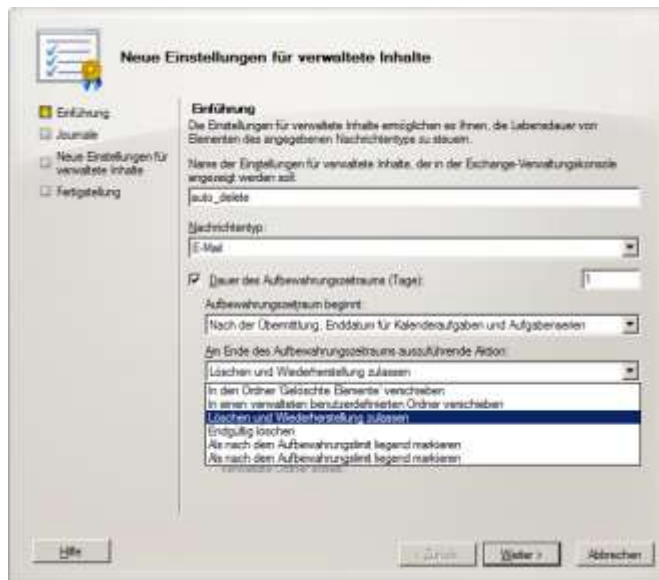 Neue Einstellungen für verwaltete Inhalte
Einführung
Journale
Neue Einstellungen für
verwaltete Inhalte
Fertigstellung
Einführung
Die Einstellungen für verwaltete Inhalte ermöglichen es Ihnen, die Lebensdauer von
Elementen des angegebenen Nachrichtentyps zu steuern.
Name der Einstellungen für verwaltete Inhalte, der in der Exchange-Verwaltungskonsole
angezeigt werden soll:
auto_delete
Nachrichtentyp:
E-Mail
Dauer des Aufbewahrungszeitraums (Tage):
1
Aufbewahrungszeitraum beginnt:
Nach der Übermittlung, Enddatum für Kalenderaufgaben und Aufgabenserien
Am Ende des Aufbewahrungszeitraums auszuführende Aktion:
Löschen und Wiederherstellung zulassen
In den Ordner 'Gelöschte Elemente' verschieben
In einen verwalteten benutzerdefinierten Ordner verschieben
Löschen und Wiederherstellung zulassen
Endgültig löschen
Als nach dem Aufbewahrungslimit liegend markieren
Als nach dem Aufbewahrungslimit liegend markieren
verwaltete Ordner
Hilfe
< Zurück
Weiter >
Abbrechen